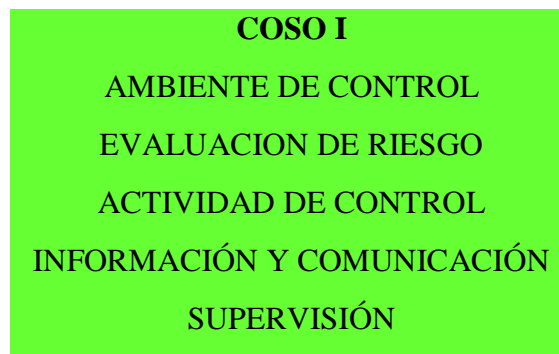 COSO I
AMBIENTE DE CONTROL
EVALUACION DE RIESGO
ACTIVIDAD DE CONTROL
INFORMACIÓN Y COMUNICACIÓN
SUPERVISIÓN